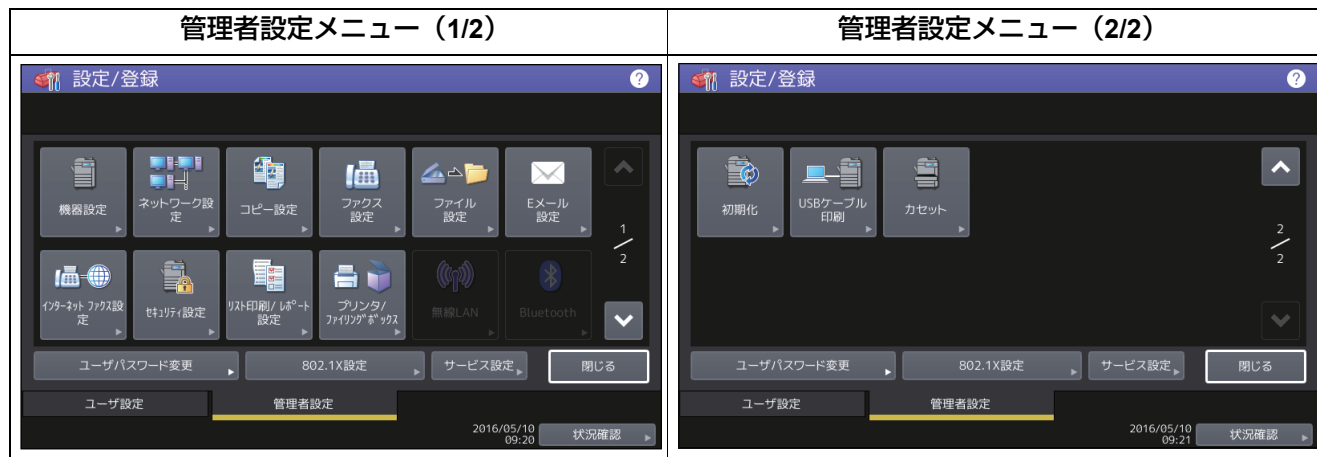 管理者設定メニュー（1/2）
管理者設定メニュー（2/2）
設定/登録
?
機器設定
ネットワーク設
定
コピー設定
ファクス
設定
ファイル
設定
Eメール
設定
1
2
インターネット ファクス設
定
セキュリティ設定
リスト印刷/ レポート
設定
プリンタ/
ファイリングボックス
無線LAN
Bluetooth
ユーザパスワード変更
802.1X設定
サービス設定
閉じる
ユーザ設定
管理者設定
2016/05/10
09:20
状況確認
設定/登録
?
初期化
USBケーブル
印刷
カセット
2
2
ユーザパスワード変更
802.1X設定
サービス設定
閉じる
ユーザ設定
管理者設定
2016/05/10
09:21
状況確認